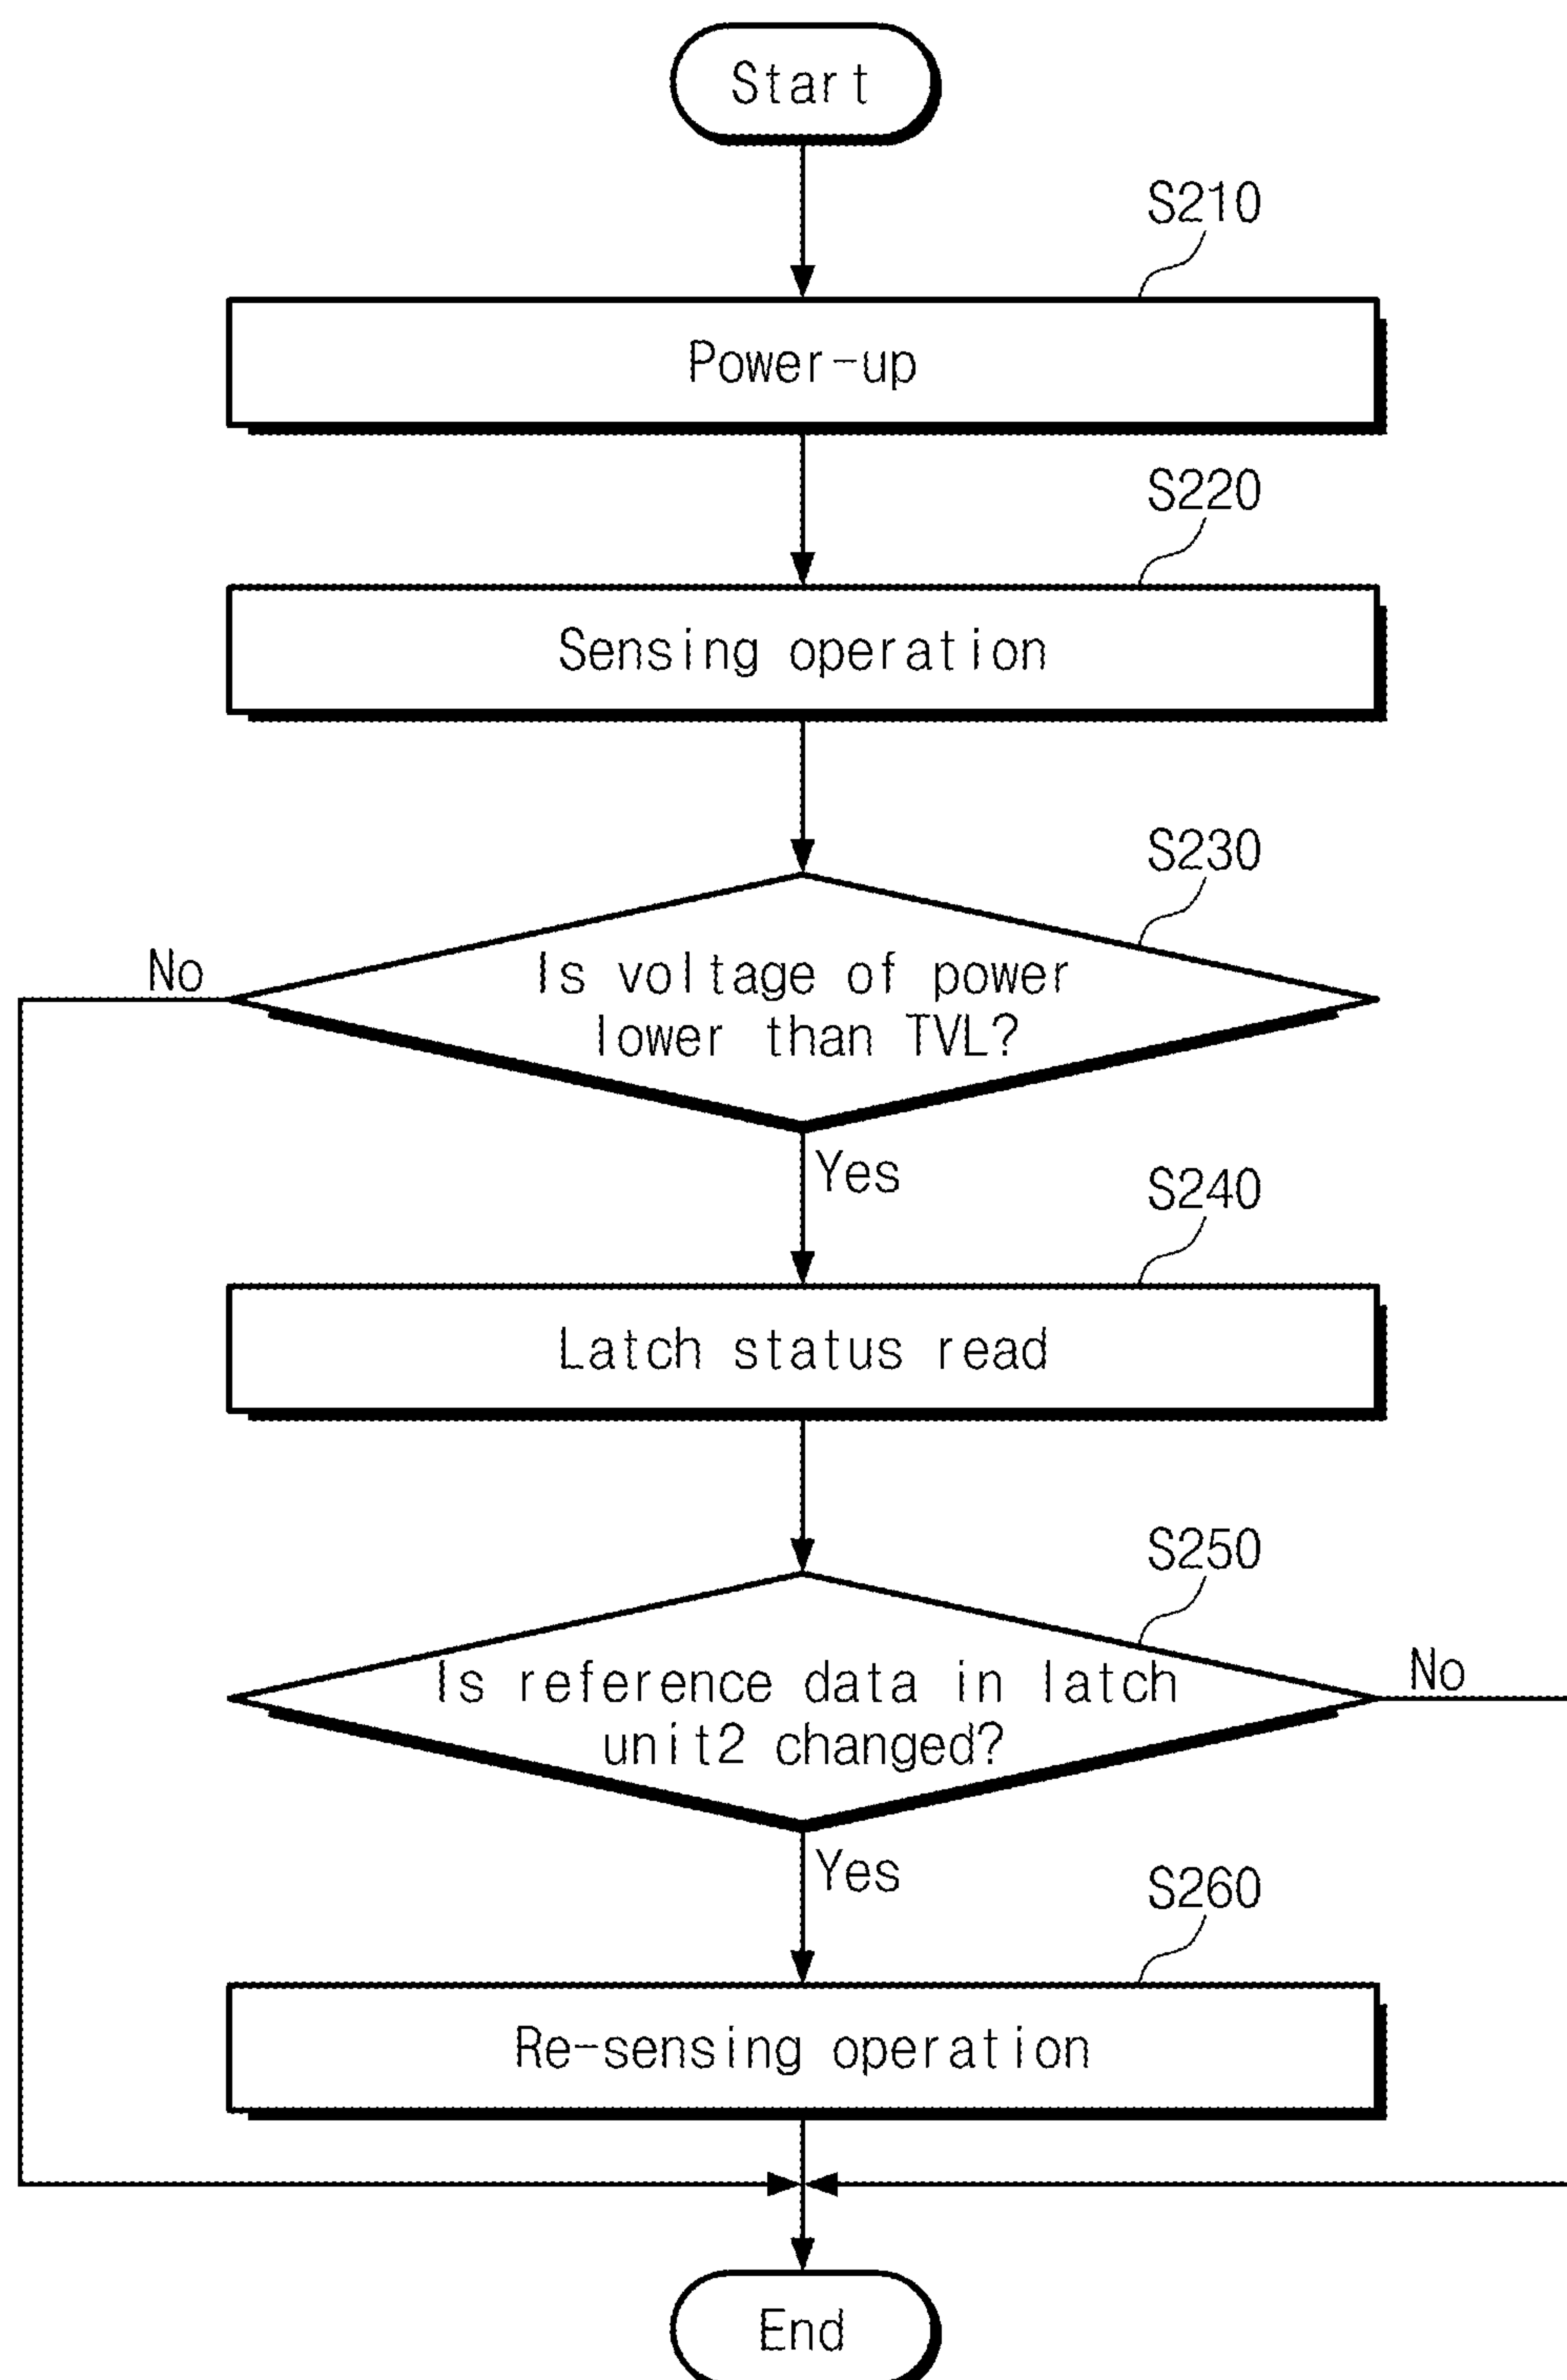 Start
S210
Power-up
S220
Sensing operation
S230
No
Is voltage of power
lower than TVL?
Yes
S240
Latch status read
S250
No
Is reference data in latch
unit2 changed?
Yes
S260
Re-sensing operation
End